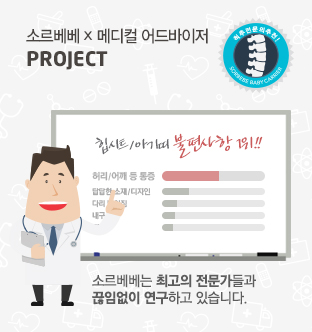 소르베베 × 메디컬 어드바이저
PROJECT
척추전문의추천!
SORBEBE BABY CARRIER
힙시트/아기띠 불편사항 1위!!
허리/어깨 등 통증
답답한 소재/디자인
다리
내구
소르베베는 최고의 전문가들과
끊임없이 연구하고 있습니다.